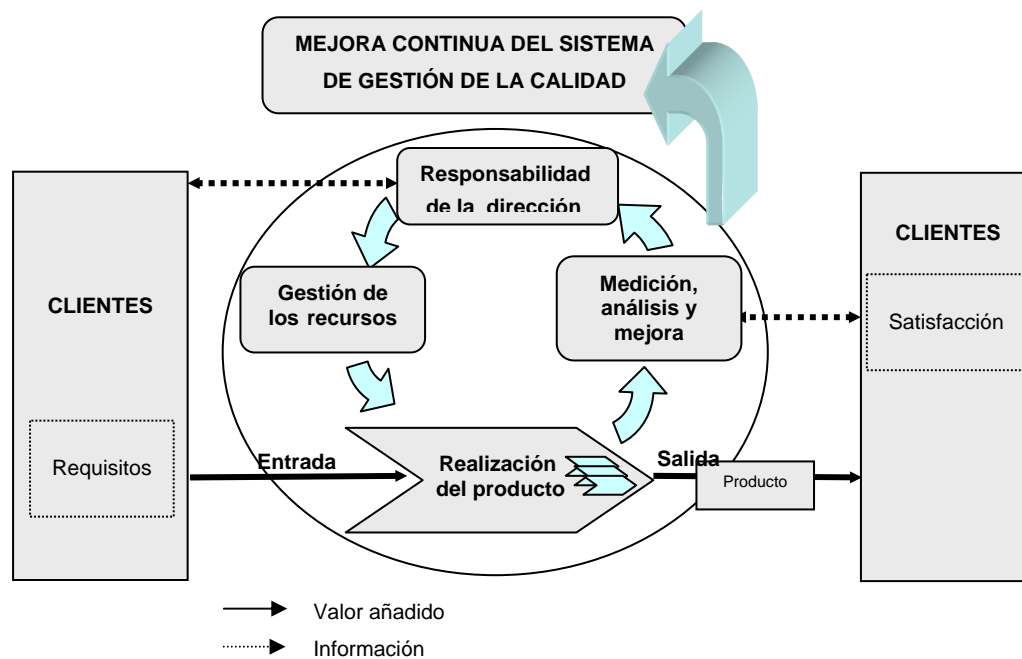 MEJORA CONTINUA DEL SISTEMA
DE GESTIÓN DE LA CALIDAD
Responsabilidad
de la dirección
CLIENTES
CLIENTES
Gestión de
los recursos
Medición,
análisis y
mejora
Satisfacción
Requisitos
Entrada
Realización
del producto
Salida
Producto
Valor añadido
Información